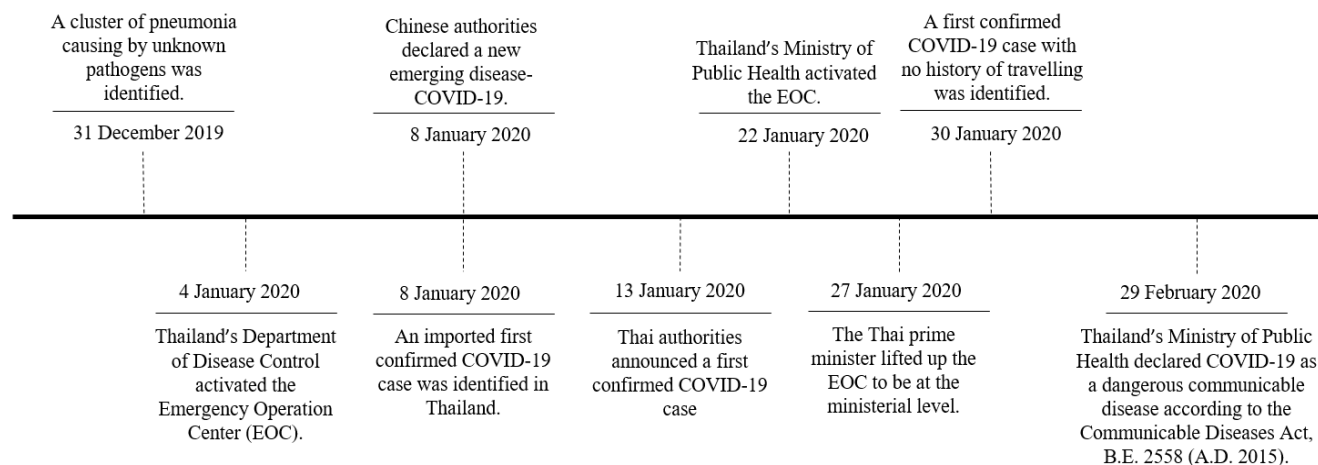 A cluster of pneumonia
causing by unknown
pathogens was
identified.
31 December 2019
Chinese authorities
declared a new
emerging disease-
COVID-19.
8 January 2020
Thailand's Ministry of
Public Health activated
the EOC.
22 January 2020
A first confirmed
COVID-19 case with
no history of travelling
was identified.
30 January 2020
4 January 2020
Thailand's Department
of Disease Control
activated the
Emergency Operation
Center (EOC).
8 January 2020
An imported first
confirmed COVID-19
case was identified in
Thailand.
13 January 2020
Thai authorities
announced a first
confirmed COVID-19
case
27 January 2020
The Thai prime
minister lifted up the
EOC to be at the
ministerial level.
29 February 2020
Thailand's Ministry of Public
Health declared COVID-19 as
a dangerous communicable
disease according to the
Communicable Diseases Act,
B.E. 2558 (A.D. 2015).